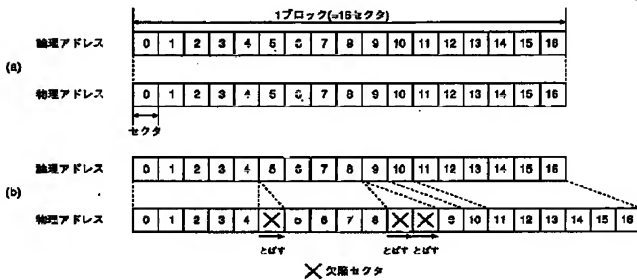 1ブロック(=16セクタ)
論理アドレス 0 1 2 3 4 5 6 7 8 9 10 11 12 13 14 15 16
(a)
物理アドレス 0 1 2 3 4 5 6 7 8 9 10 11 12 13 14 15 16
セクタ
論理アドレス 0 1 2 3 4 5 6 7 8 9 10 11 12 13 14 15 16
(b)
物理アドレス 0 1 2 3 4 5 6 7 8 9 10 11 12 13 14 15 16
とばす とばす とばす
欠陥セクタ